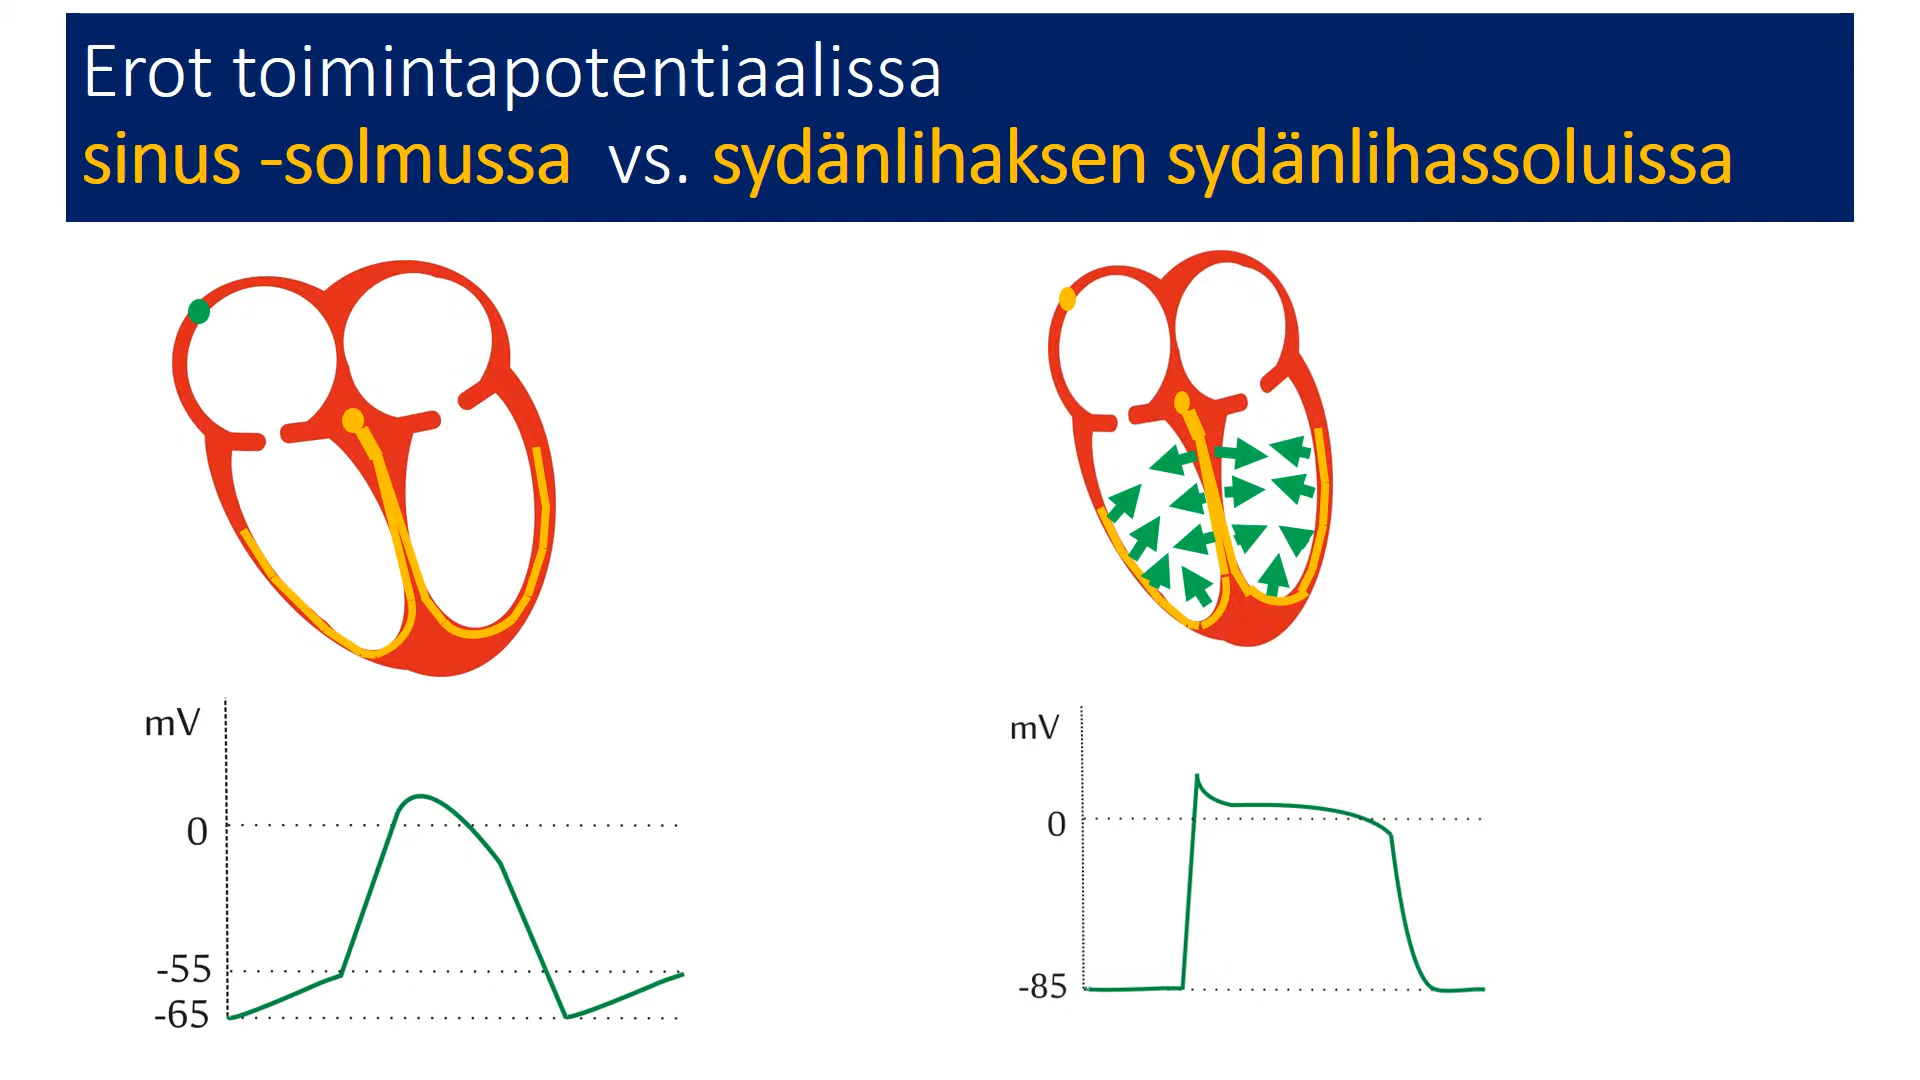 Erot toimintapotentiaalissa
sinus -solmussa vs. sydänlihaksen sydänlihassoluissa
mV
0
-55
-65
mV
0
-85